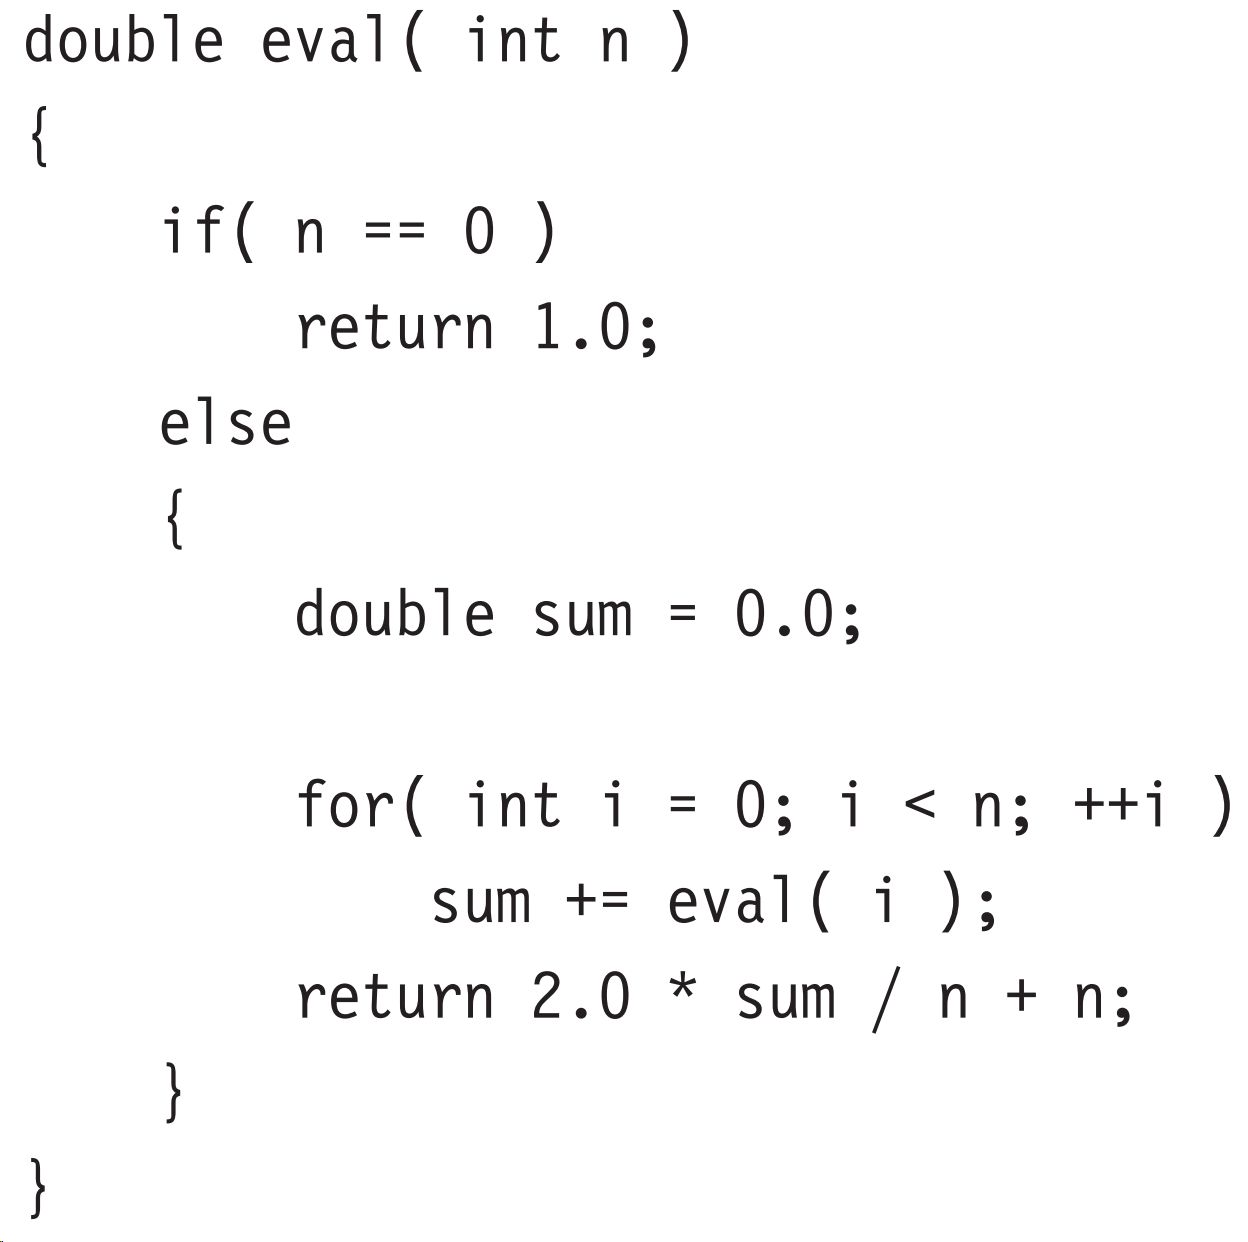 double eval( int n )
{
    if( n == 0 )
        return 1.0;
    else
    {
        double sum = 0.0;

        for( int i = 0; i < n; ++i )
            sum += eval( i );
        return 2.0 * sum / n + n;
    }
}